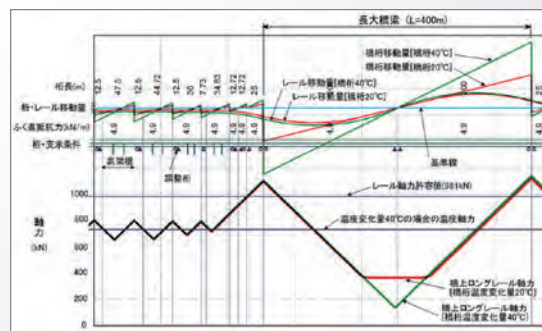 長大橋梁 (L=400m)
橋桁移動量[橋桁40℃]
橋桁移動量[橋桁20℃]
桁長(m)
12.5
47.5
12.5
44.72
12.5
30
7.73
34.83
12.72
12.72
25
25
レール移動量[橋桁40℃]
レール移動量[橋桁20℃]
桁・レール移動量
ふく進抵抗力(kN/m)
4.9
4.9
4.9
4.9
4.9
4.9
4.9
4.9
4.9
桁・支承条件
高架橋
調整桁
基準線
1000
レール軸力許容値(981kN)
800
温度変化量40℃の場合の温度軸力
軸力
(kN)
600
400
200
0
橋上ロングレール軸力
[橋桁温度変化量20℃]
橋上ロングレール軸力
[橋桁温度変化量40℃]